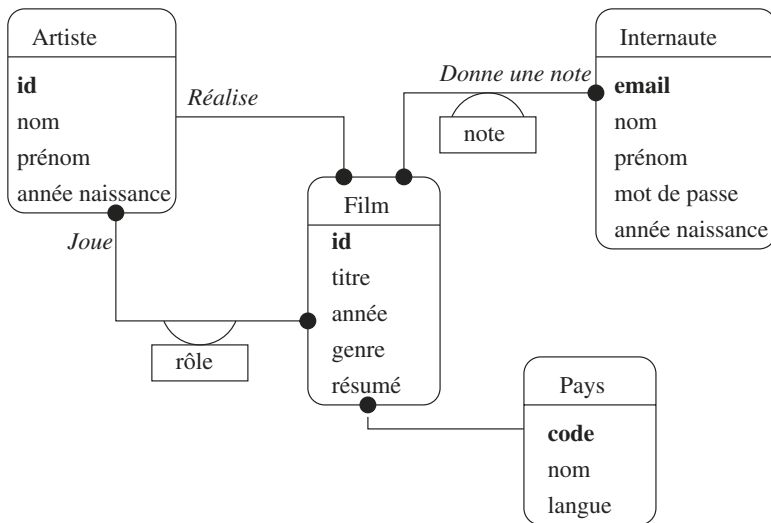 Artiste
id
nom
prénom
année naissance
Réalise
Joue
rôle
Film
id
titre
année
genre
résumé
Donne une note
note
Internaute
email
nom
prénom
mot de passe
année naissance
Pays
code
nom
langue